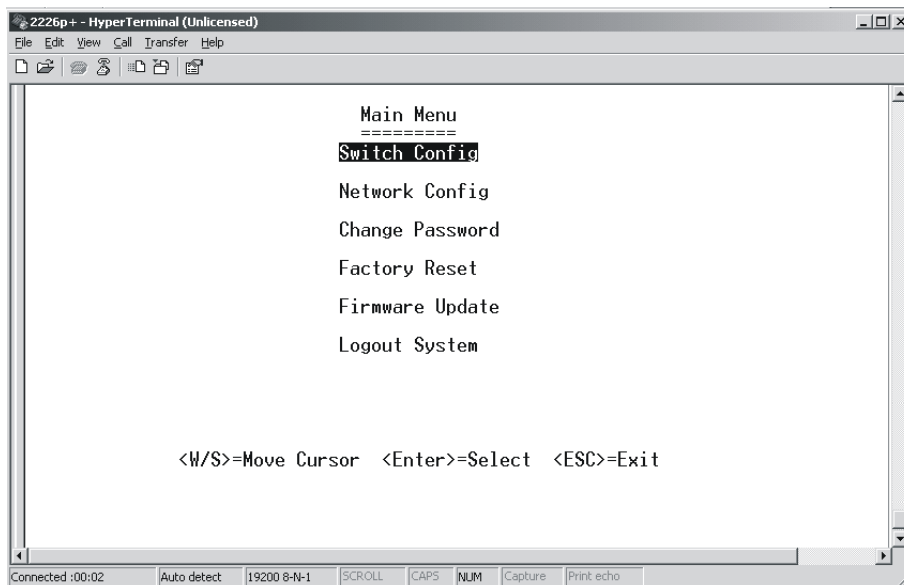 2226p+ - HyperTerminal (Unlicensed)
File Edit View Call Transfer Help
Main Menu
=========
Switch Config
Network Config
Change Password
Factory Reset
Firmware Update
Logout System
<W/S>=Move Cursor <Enter>=Select <ESC>=Exit
Connected :00:02 Auto detect 19200 8-N-1 SCROLL CAPS NUM Capture Print echo